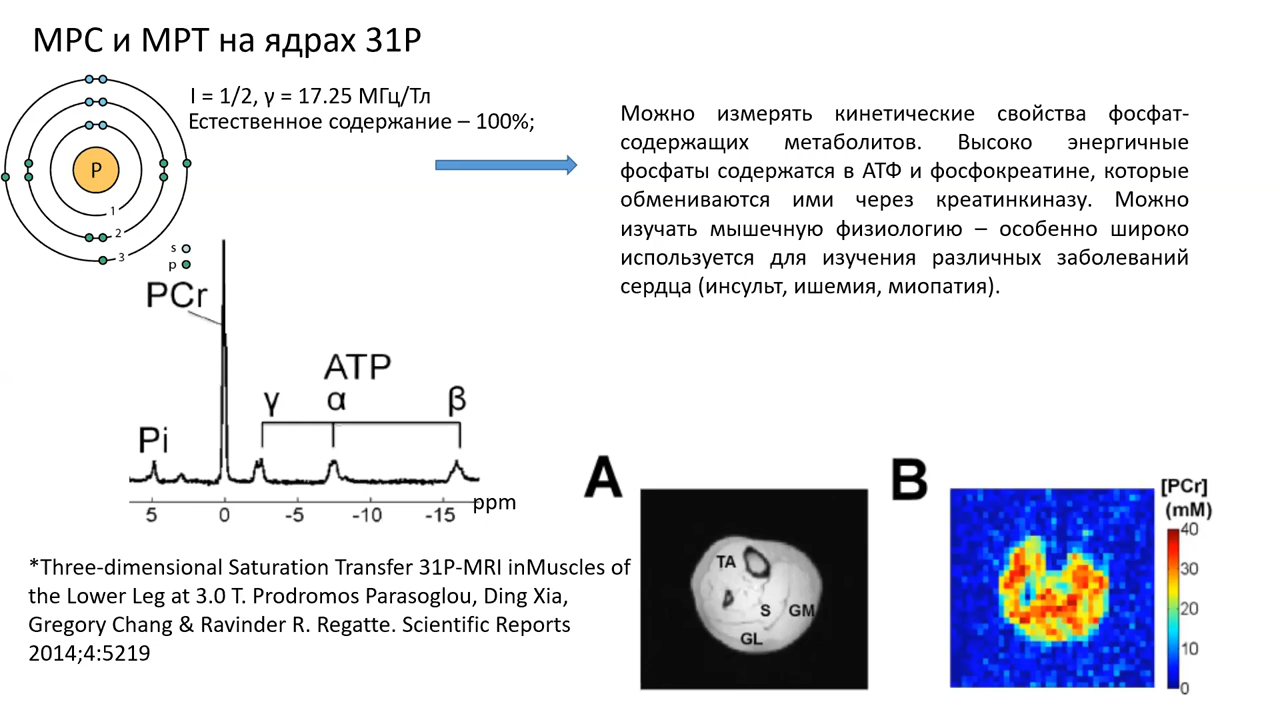 МРС и МРТ на ядрах 31P
I = 1/2, γ = 17.25 МГц/Тл
Естественное содержание – 100%;
P
1
2
3
s
p
Можно измерять кинетические свойства фосфат-
содержащих метаболитов. Высоко энергичные
фосфаты содержатся в АТФ и фосфокреатине, которые
обмениваются ими через креатинкиназу. Можно
изучать мышечную физиологию – особенно широко
используется для изучения различных заболеваний
сердца (инсульт, ишемия, миопатия).
PCr
ATP
γ α β
Pi
5 0 -5 -10 -15 ppm
*Three-dimensional Saturation Transfer 31P-MRI inMuscles of
the Lower Leg at 3.0 T. Prodromos Parasoglou, Ding Xia,
Gregory Chang & Ravinder R. Regatte. Scientific Reports
2014;4:5219
A
TA
S GM
GL
B
[PCr]
(mM)
40
30
20
10
0